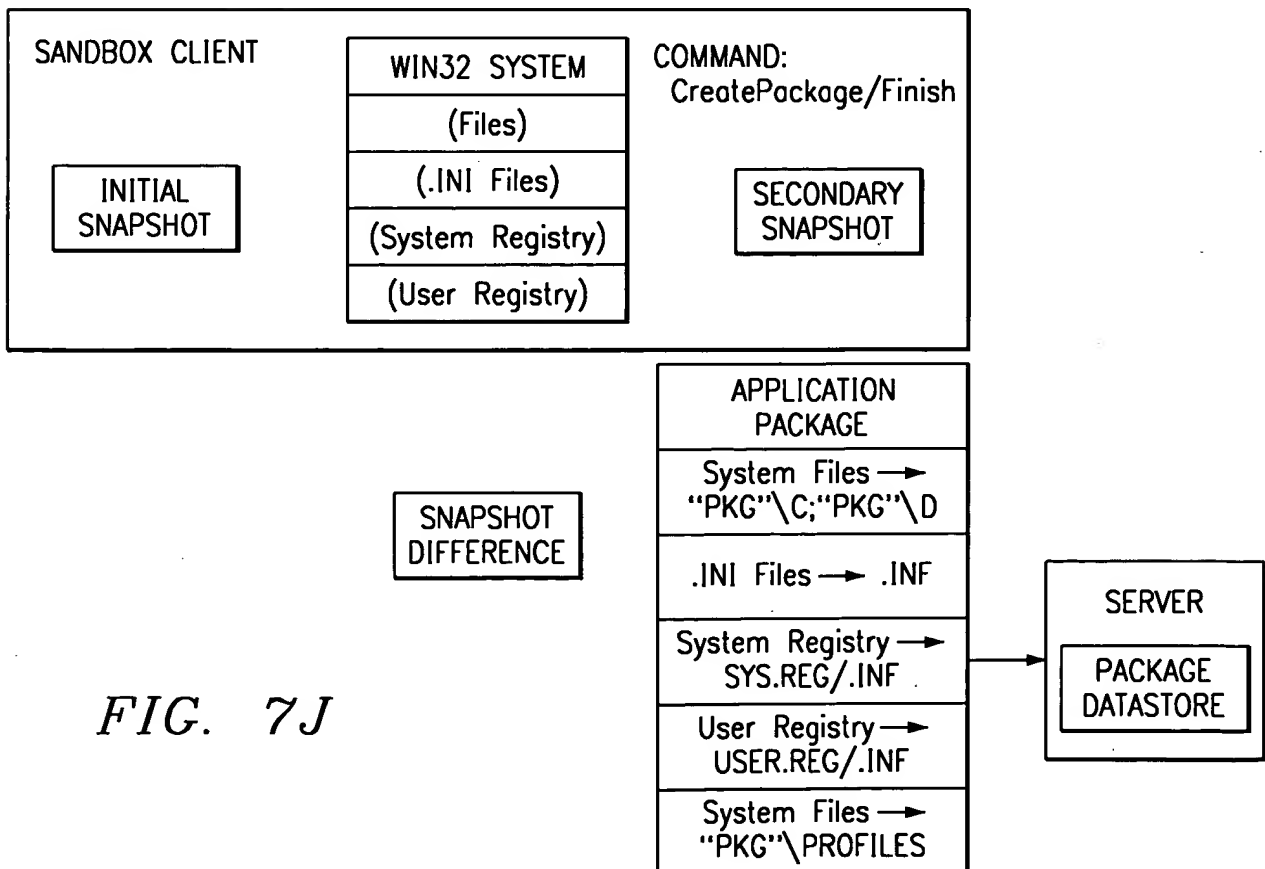 SANDBOX CLIENT
WIN32 SYSTEM
(Files)
(.INI Files)
(System Registry)
(User Registry)
COMMAND:
CreatePackage/Finish
INITIAL
SNAPSHOT
SECONDARY
SNAPSHOT
APPLICATION
PACKAGE
System Files →
“PKG”\C;“PKG”\D
.INI Files → .INF
System Registry →
SYS.REG/.INF
User Registry →
USER.REG/.INF
System Files →
“PKG”\PROFILES
SNAPSHOT
DIFFERENCE
SERVER
PACKAGE
DATASTORE
FIG. 7J